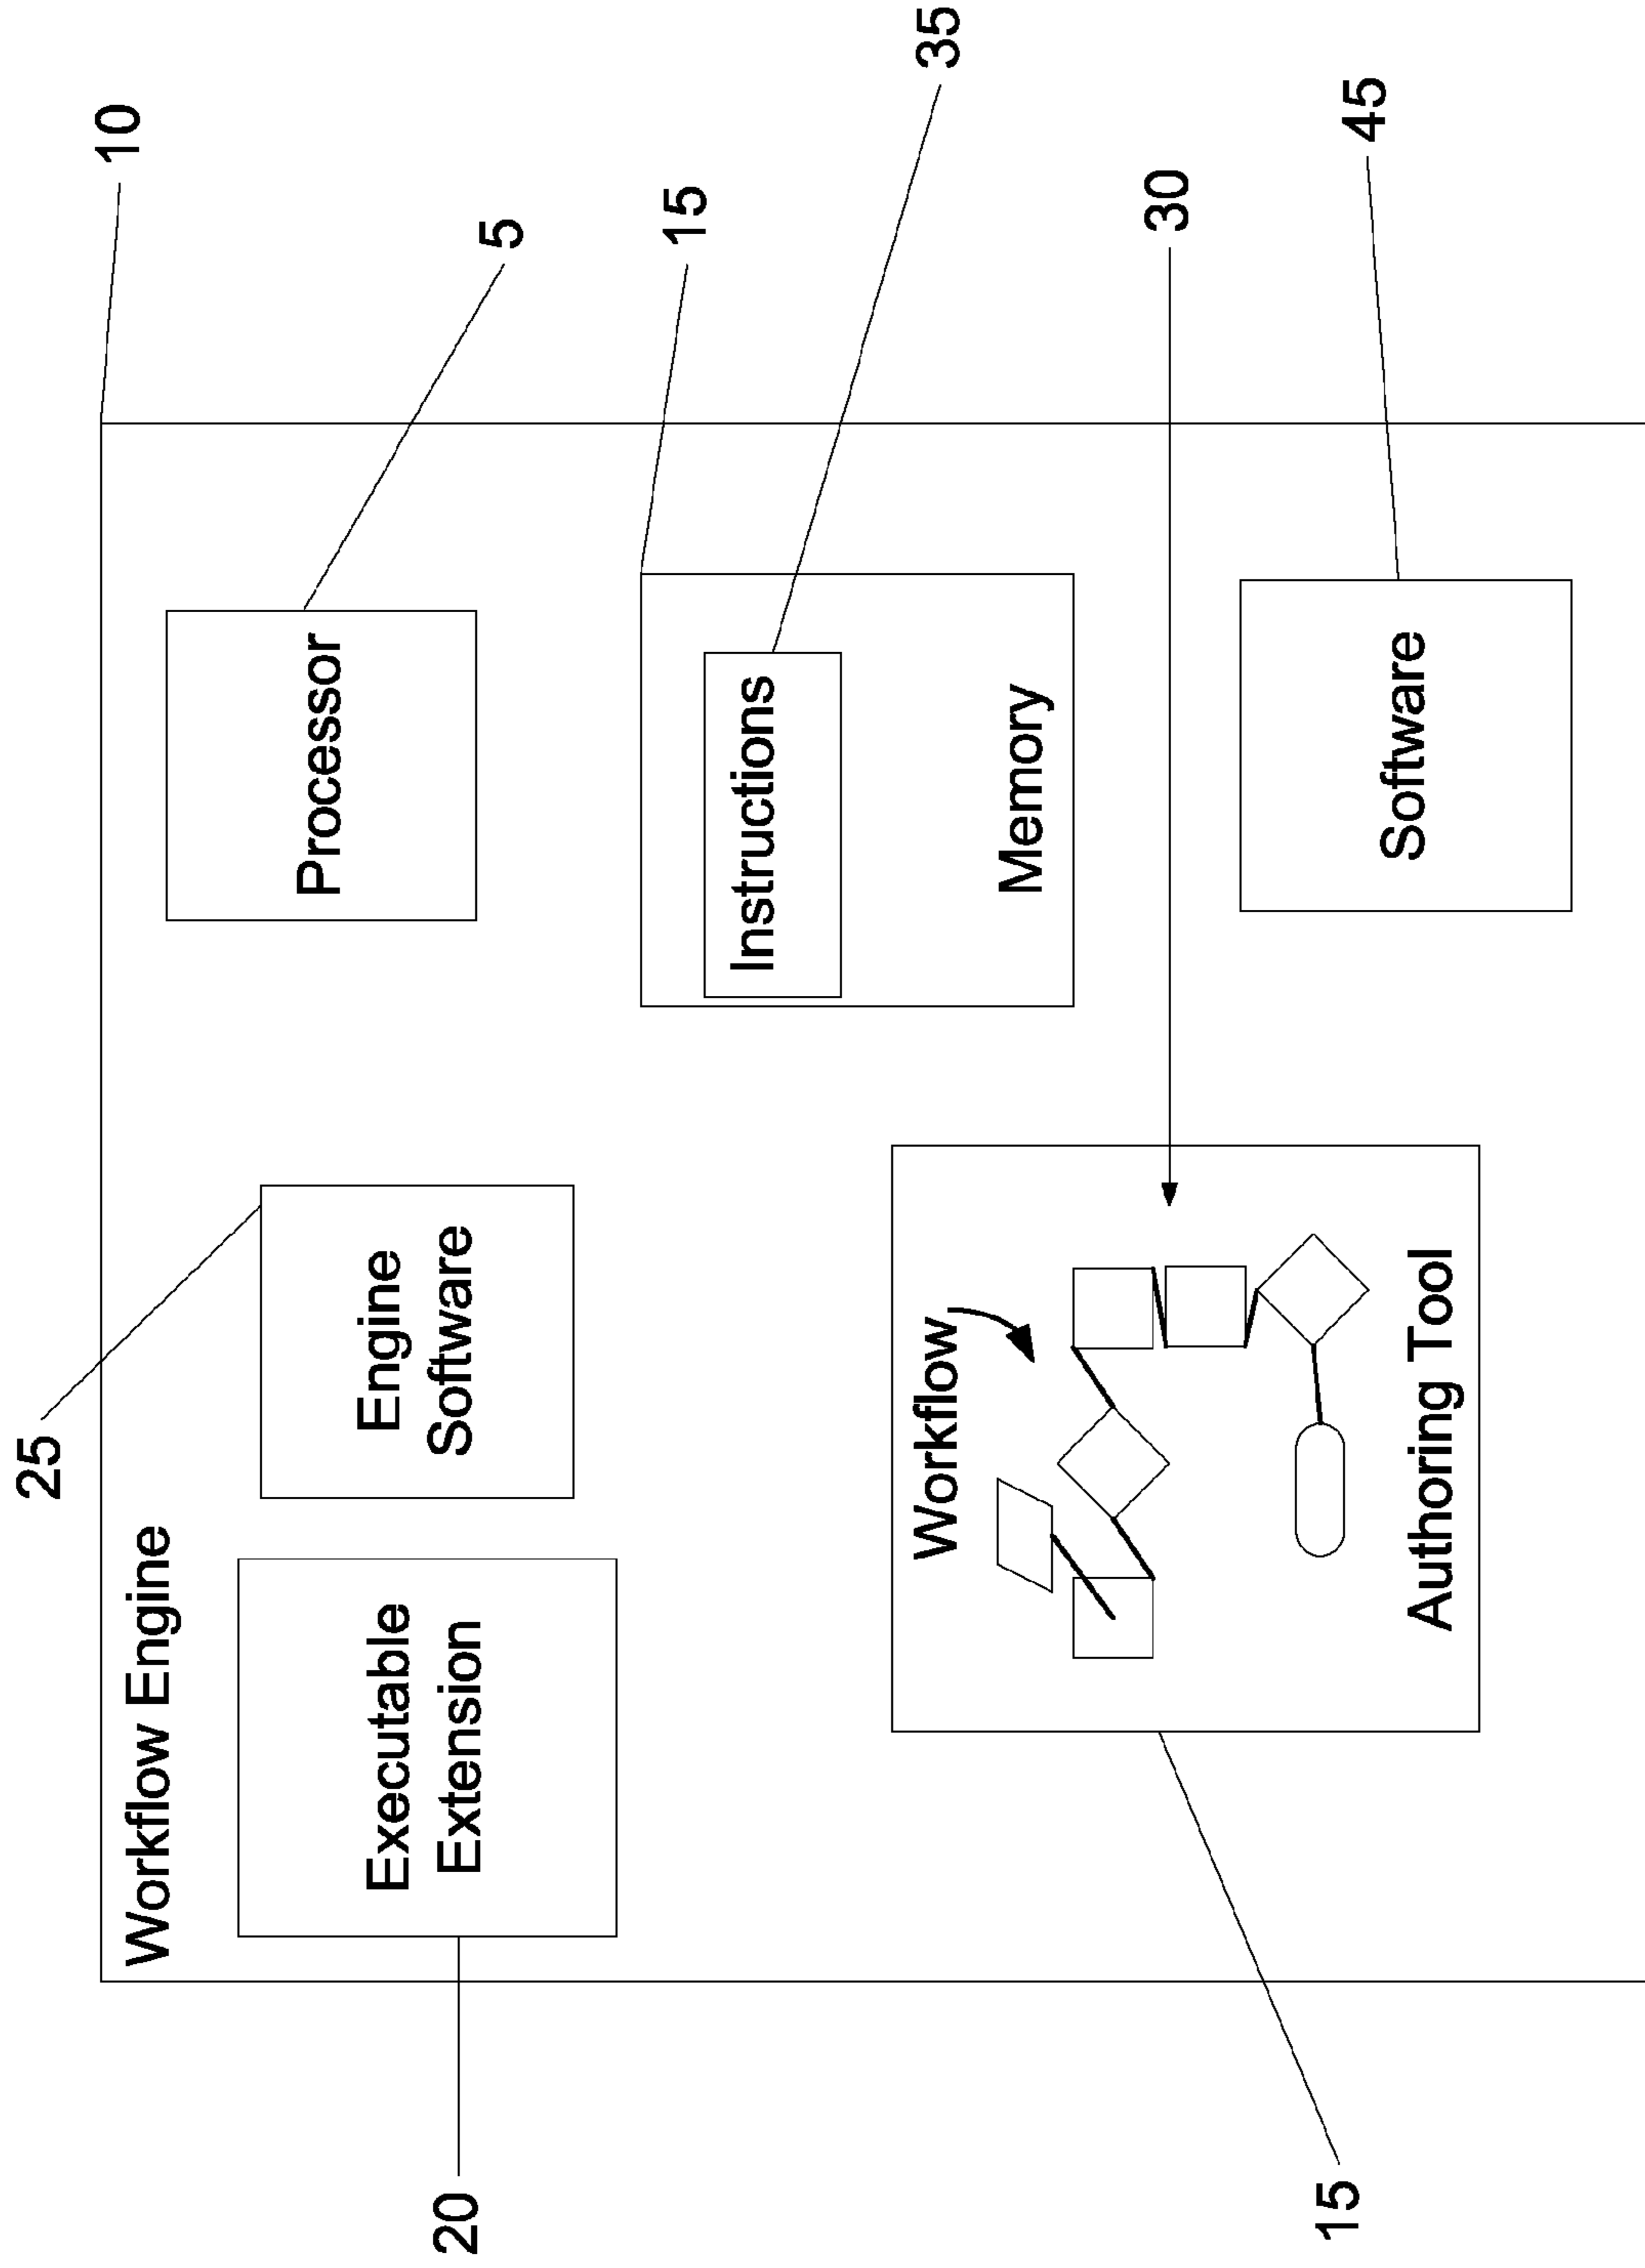 25
10
Workflow Engine
5
Processor
Engine
Software
Executable
Extension
20
15
Instructions
35
Memory
Workflow
30
15
45
Software
Authoring Tool